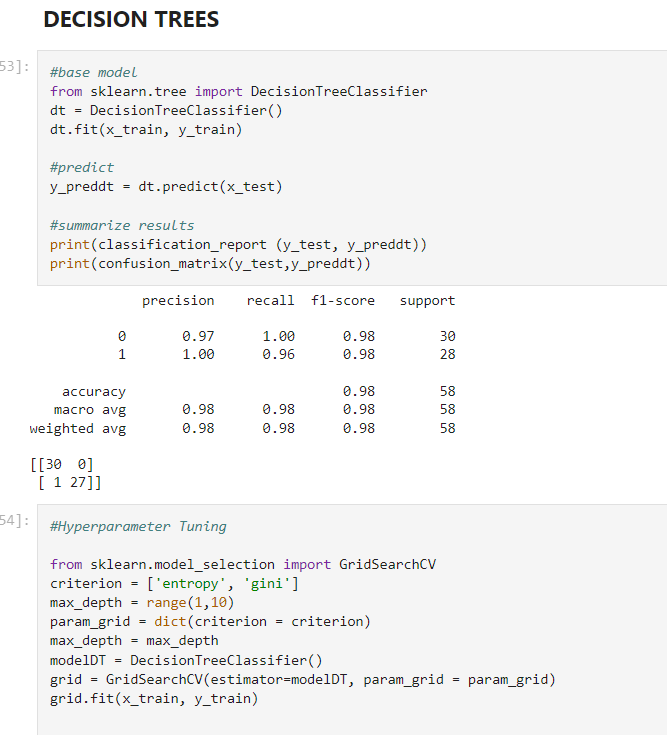 DECISION TREES
53]:
#base model
from sklearn.tree import DecisionTreeClassifier
dt = DecisionTreeClassifier()
dt.fit(x_train, y_train)
#predict
y_preddt = dt.predict(x_test)
#summarize results
print(classification_report (y_test, y_preddt))
print(confusion_matrix(y_test,y_preddt))
precision recall f1-score support
0 0.97 1.00 0.98 30
1 1.00 0.96 0.98 28
accuracy 0.98 58
macro avg 0.98 0.98 0.98 58
weighted avg 0.98 0.98 0.98 58
[[30 0]
[ 1 27]]
54]:
#Hyperparameter Tuning
from sklearn.model_selection import GridSearchCV
criterion = ['entropy', 'gini']
max_depth = range(1,10)
param_grid = dict(criterion = criterion)
max_depth = max_depth
modelDT = DecisionTreeClassifier()
grid = GridSearchCV(estimator=modelDT, param_grid = param_grid)
grid.fit(x_train, y_train)